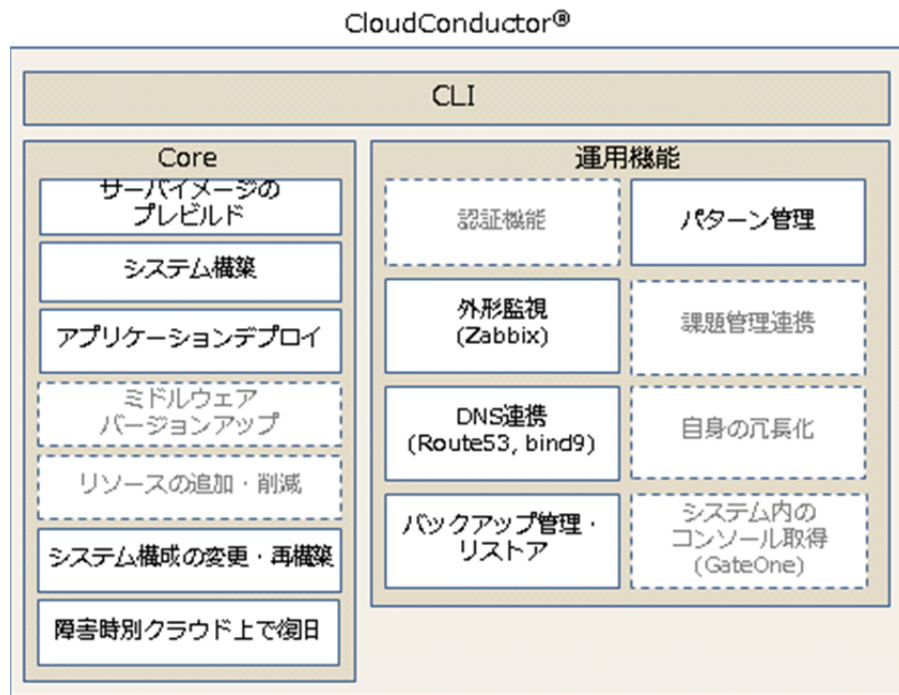 CloudConductor®
CLI
Core
サーバイメージの
プレビルド
システム構築
アプリケーションデプロイ
ミドルウェア
バージョンアップ
リソースの追加・削減
システム構成の変更・再構築
障害時別クラウド上で復旧
運用機能
認証機能
パターン管理
外形監視
(Zabbix)
課題管理連携
DNS連携
(Route53, bind9)
自身の冗長化
バックアップ管理・
リストア
システム内の
コンソール取得
(GateOne)